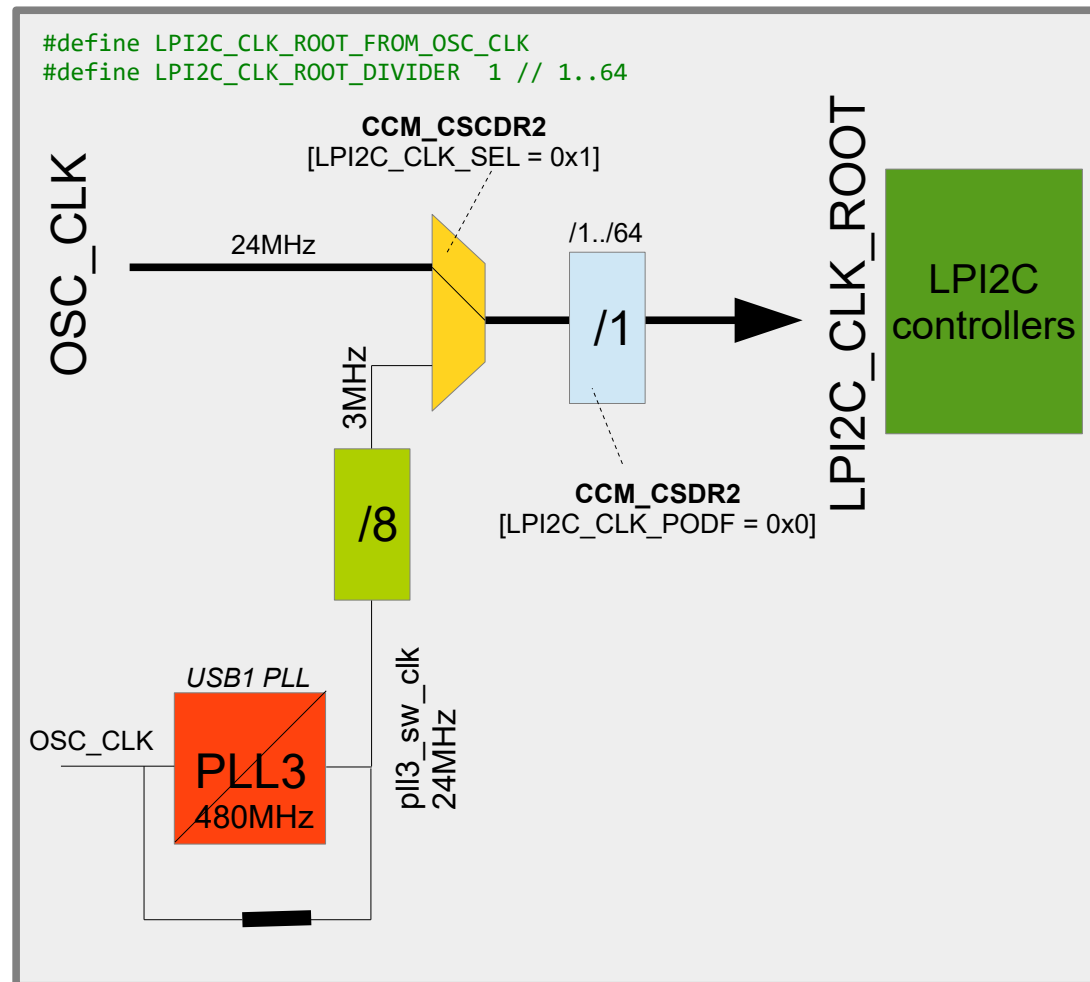 #define LPI2C_CLK_ROOT_FROM_OSC_CLK
#define LPI2C_CLK_ROOT_DIVIDER  1 // 1..64
CCM_CSCDR2
[LPI2C_CLK_SEL = 0x1]
OSC_CLK
24MHz
/1../64
/1
LPI2C_CLK_ROOT
LPI2C
controllers
3MHz
CCM_CSDR2
[LPI2C_CLK_PODF = 0x0]
/8
pll3_sw_clk
24MHz
USB1 PLL
OSC_CLK
PLL3
480MHz